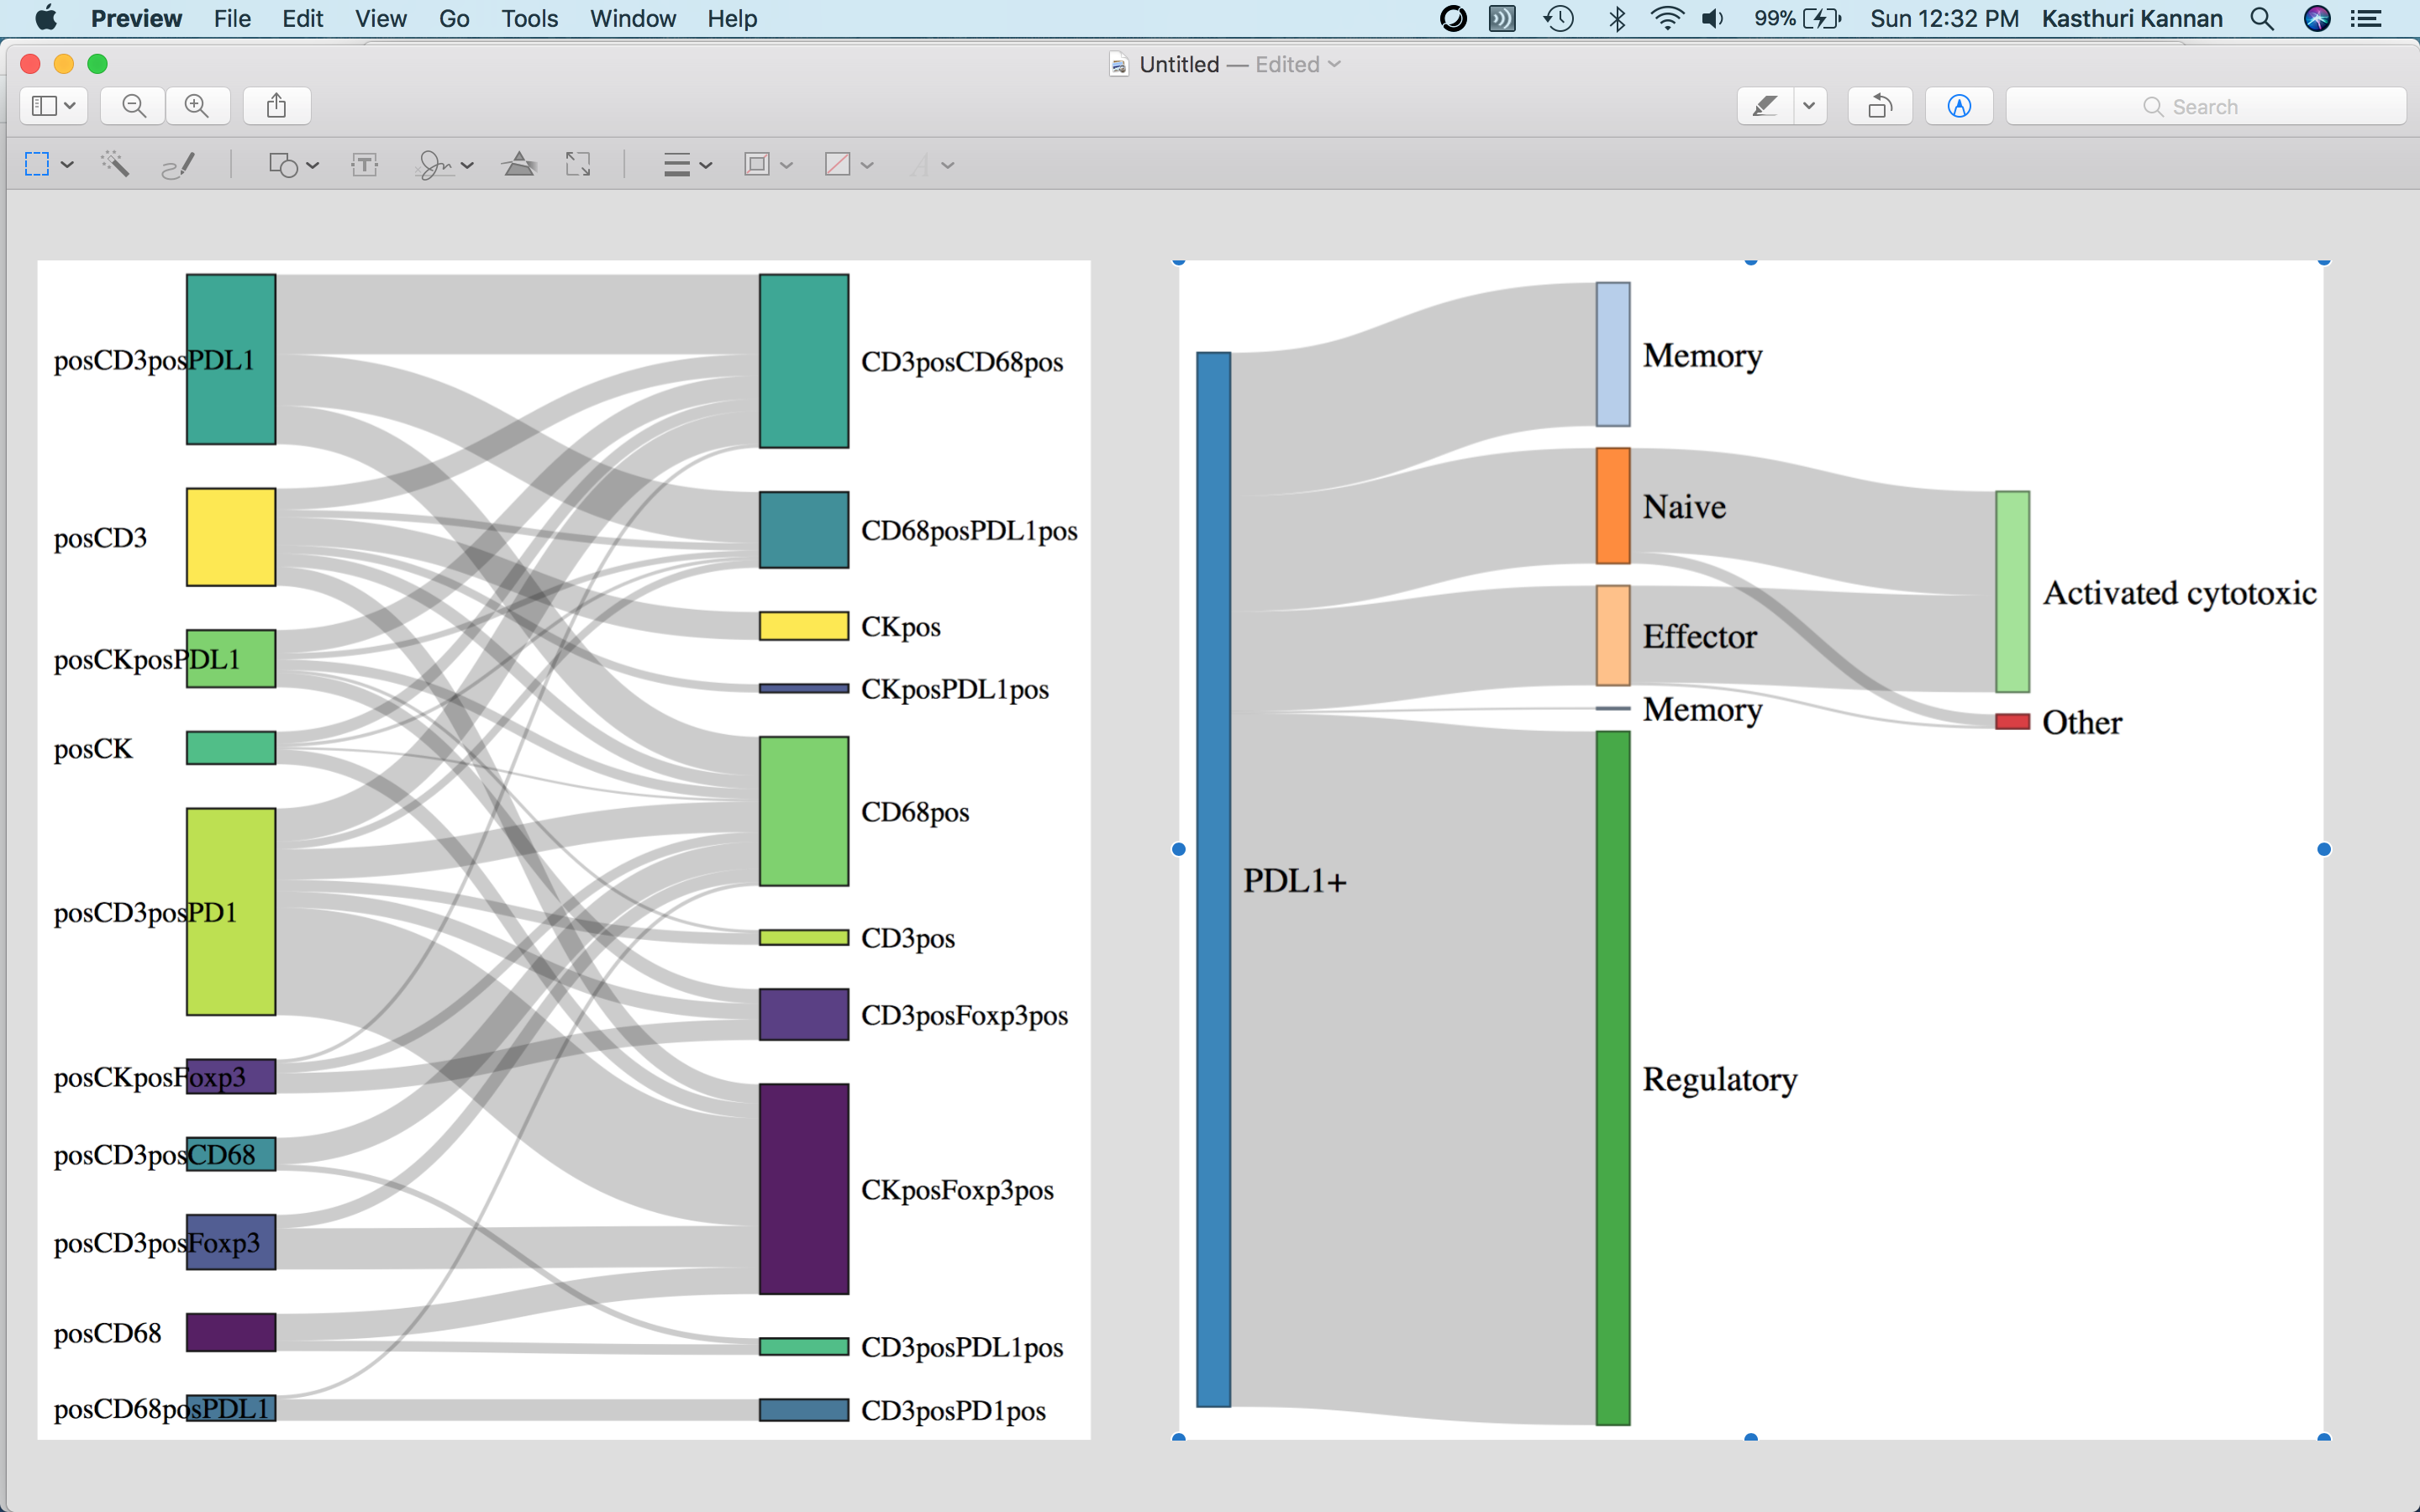 Preview File Edit View Go Tools Window Help 99% Sun 12:32 PM Kasthuri Kannan
Untitled — Edited
Search
posCD3posPDL1
posCD3
posCKposPDL1
posCK
posCD3posPD1
posCKposFoxp3
posCD3posCD68
posCD3posFoxp3
posCD68
posCD68posPDL1
CD3posCD68pos
CD68posPDL1pos
CKpos
CKposPDL1pos
CD68pos
CD3pos
CD3posFoxp3pos
CKposFoxp3pos
CD3posPDL1pos
CD3posPD1pos
PDL1+
Memory
Naive
Effector
Memory
Regulatory
Activated cytotoxic
Other